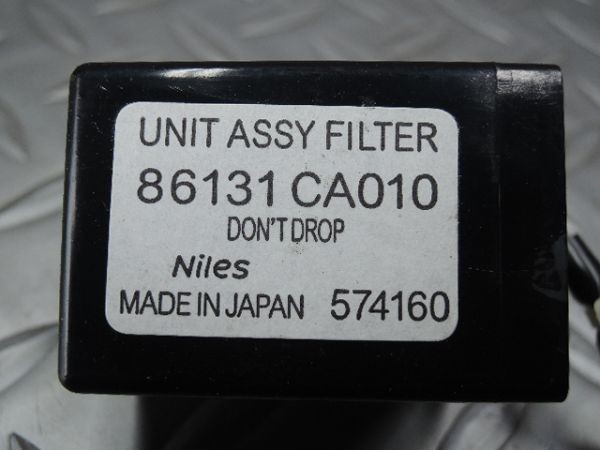 UNIT ASSY FILTER
86131 CA010
DON'T DROP
Niles
MADE IN JAPAN 574160